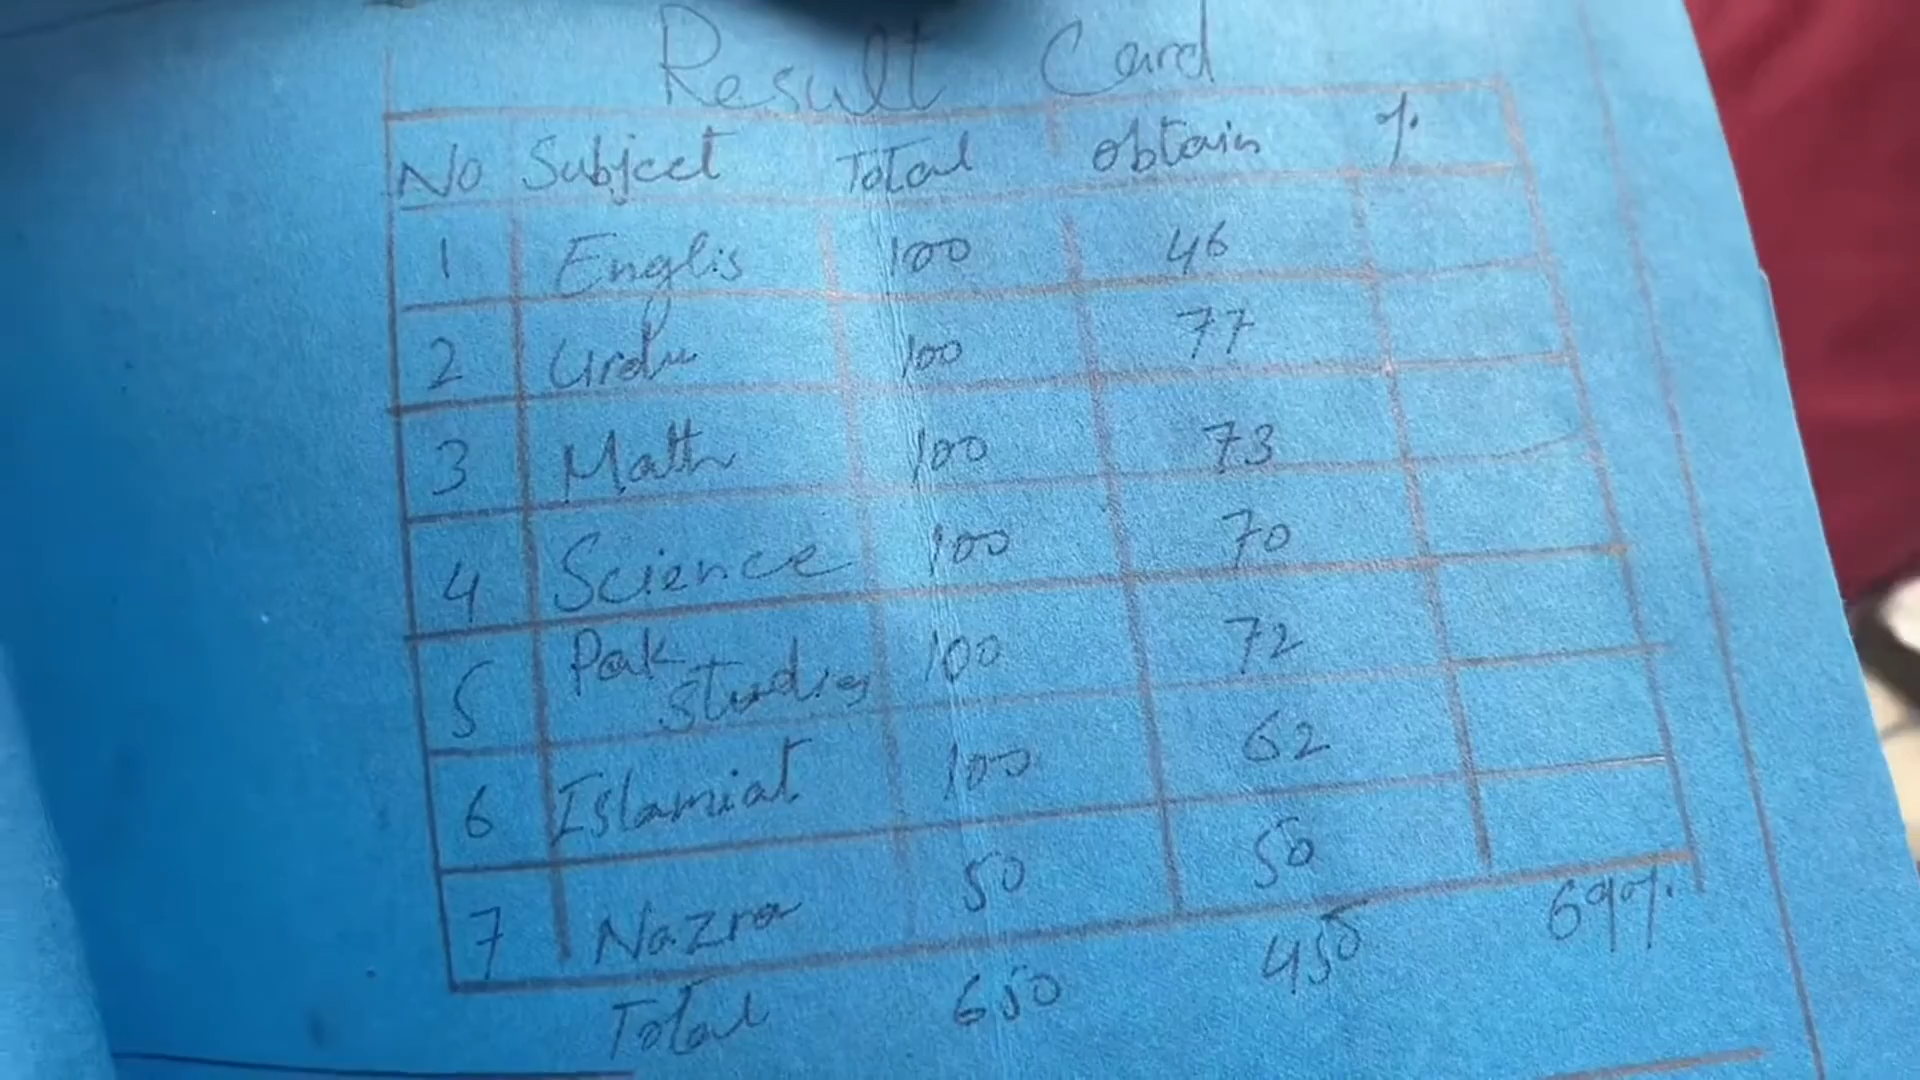 Result Card
No Subject Total obtain %
1 Englis 100 46
2 Urdu 100 77
3 Math 100 73
4 Science 100 70
5 Pak Studies 100 72
6 Islamiat 100 62
7 Nazra 50 50
Total 650 450 69%